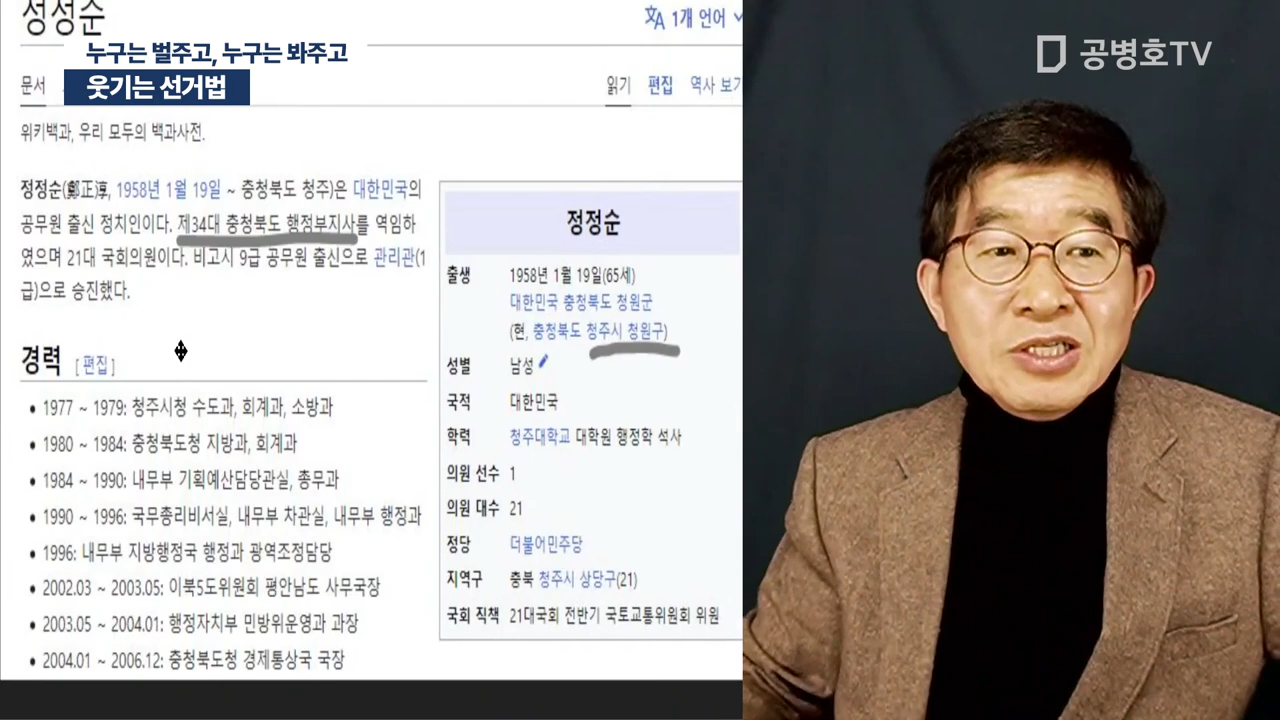 정정순
文A 1개 언어
누구는 벌주고, 누구는 봐주고
웃기는 선거법
문서
읽기 편집 역사 보기
위키백과, 우리 모두의 백과사전.
정정순(鄭正淳, 1958년 1월 19일 ~ 충청북도 청주)은 대한민국의
공무원 출신 정치인이다. 제34대 충청북도 행정부지사를 역임하
였으며 21대 국회의원이다. 비고시 9급 공무원 출신으로 관리관(1
급)으로 승진했다.
경력 [ 편집 ]
• 1977 ~ 1979: 청주시청 수도과, 회계과, 소방과
• 1980 ~ 1984: 충청북도청 지방과, 회계과
• 1984 ~ 1990: 내무부 기획예산담당관실, 총무과
• 1990 ~ 1996: 국무총리비서실, 내무부 차관실, 내무부 행정과
• 1996: 내무부 지방행정국 행정과 광역조정담당
• 2002.03 ~ 2003.05: 이북5도위원회 평안남도 사무국장
• 2003.05 ~ 2004.01: 행정자치부 민방위운영과 과장
• 2004.01 ~ 2006.12: 충청북도청 경제통상국 국장
정정순
출생 1958년 1월 19일(65세)
대한민국 충청북도 청원군
(현, 충청북도 청주시 청원구)
성별 남성
국적 대한민국
학력 청주대학교 대학원 행정학 석사
의원 선수 1
의원 대수 21
정당 더불어민주당
지역구 충북 청주시 상당구(21)
국회 직책 21대국회 전반기 국토교통위원회 위원
공병호TV